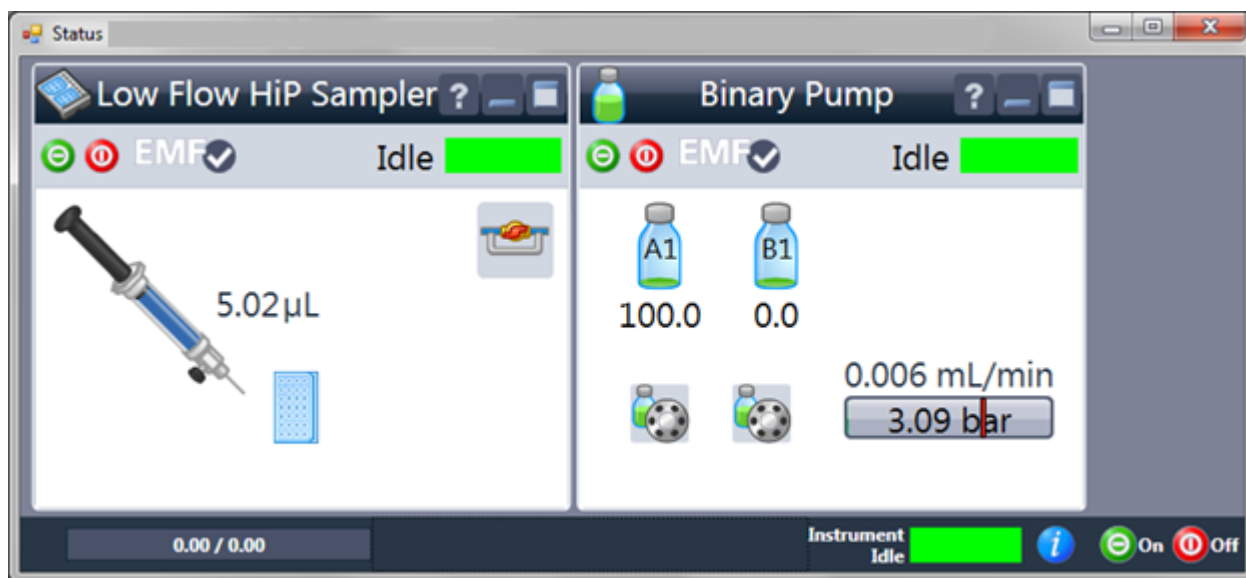 Status
Low Flow HiP Sampler ?
EMF Idle
5.02µL
Binary Pump ?
EMF Idle
A1 B1
100.0 0.0
0.006 mL/min
3.09 bar
0.00 / 0.00
Instrument
Idle
i
On Off